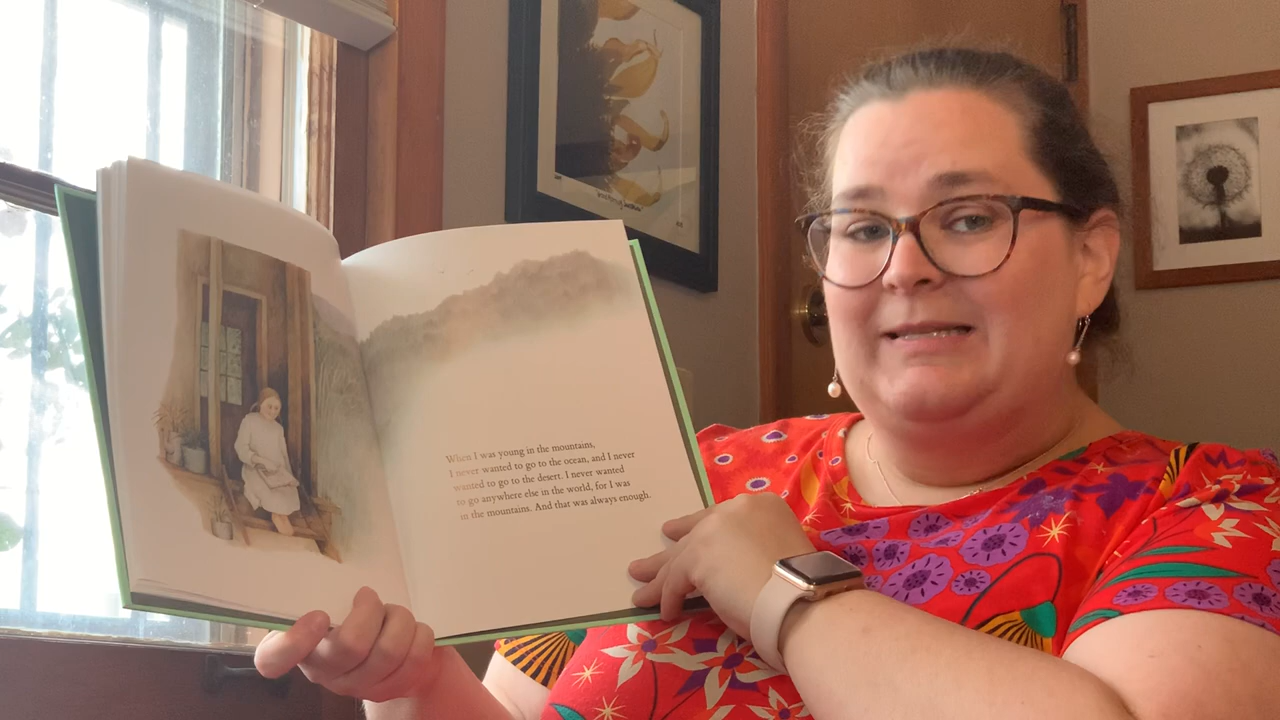 When I was young in the mountains,
I never wanted to go to the ocean, and I never
wanted to go to the desert. I never wanted
to go anywhere else in the world, for I was
in the mountains. And that was always enough.